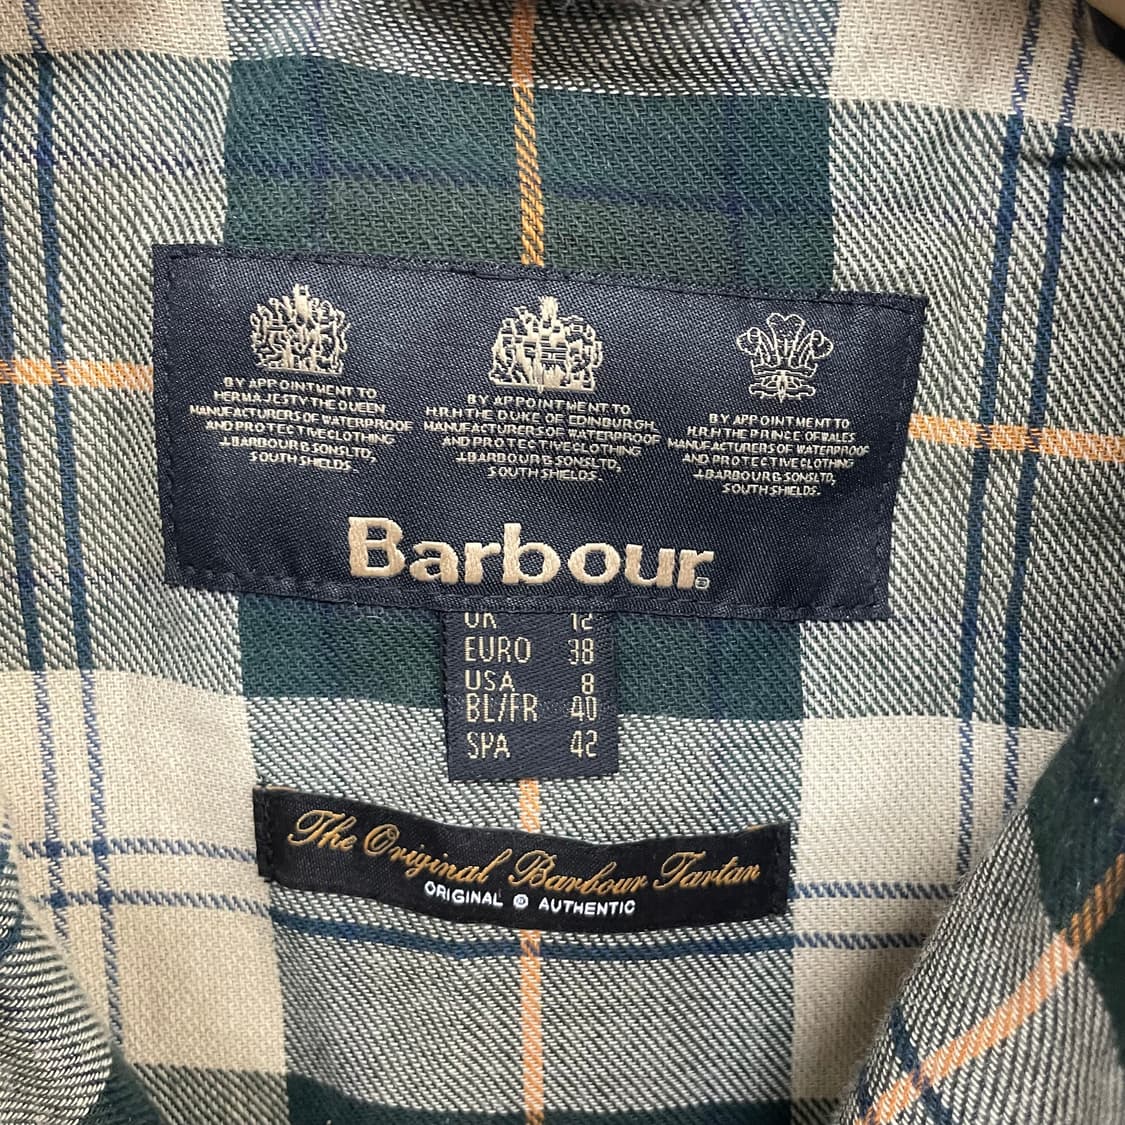 BY APPOINTMENT TO
HER MAJESTY THE QUEEN
MANUFACTURERS OF WATERPROOF
AND PROTECTIVE CLOTHING
J.BARBOUR & SONS LTD,
SOUTH SHIELDS.
BY APPOINTMENT TO
H.R.H THE DUKE OF EDINBURGH
MANUFACTURERS OF WATERPROOF
AND PROTECTIVE CLOTHING
J.BARBOUR & SONS LTD,
SOUTH SHIELDS.
BY APPOINTMENT TO
H.R.H THE PRINCE OF WALES
MANUFACTURERS OF WATERPROOF
AND PROTECTIVE CLOTHING
J.BARBOUR & SONS LTD,
SOUTH SHIELDS.
Barbour®
UK 12
EURO 38
USA 8
BL/FR 40
SPA 42
The Original Barbour Tartan
ORIGINAL ® AUTHENTIC